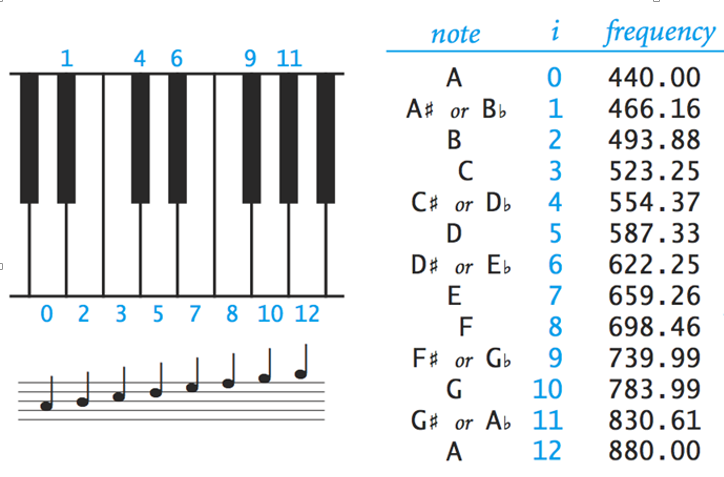 1 4 6 9 11
0 2 3 5 7 8 10 12
note i frequency
A 0 440.00
A♯ or B♭ 1 466.16
B 2 493.88
C 3 523.25
C♯ or D♭ 4 554.37
D 5 587.33
D♯ or E♭ 6 622.25
E 7 659.26
F 8 698.46
F♯ or G♭ 9 739.99
G 10 783.99
G♯ or A♭ 11 830.61
A 12 880.00